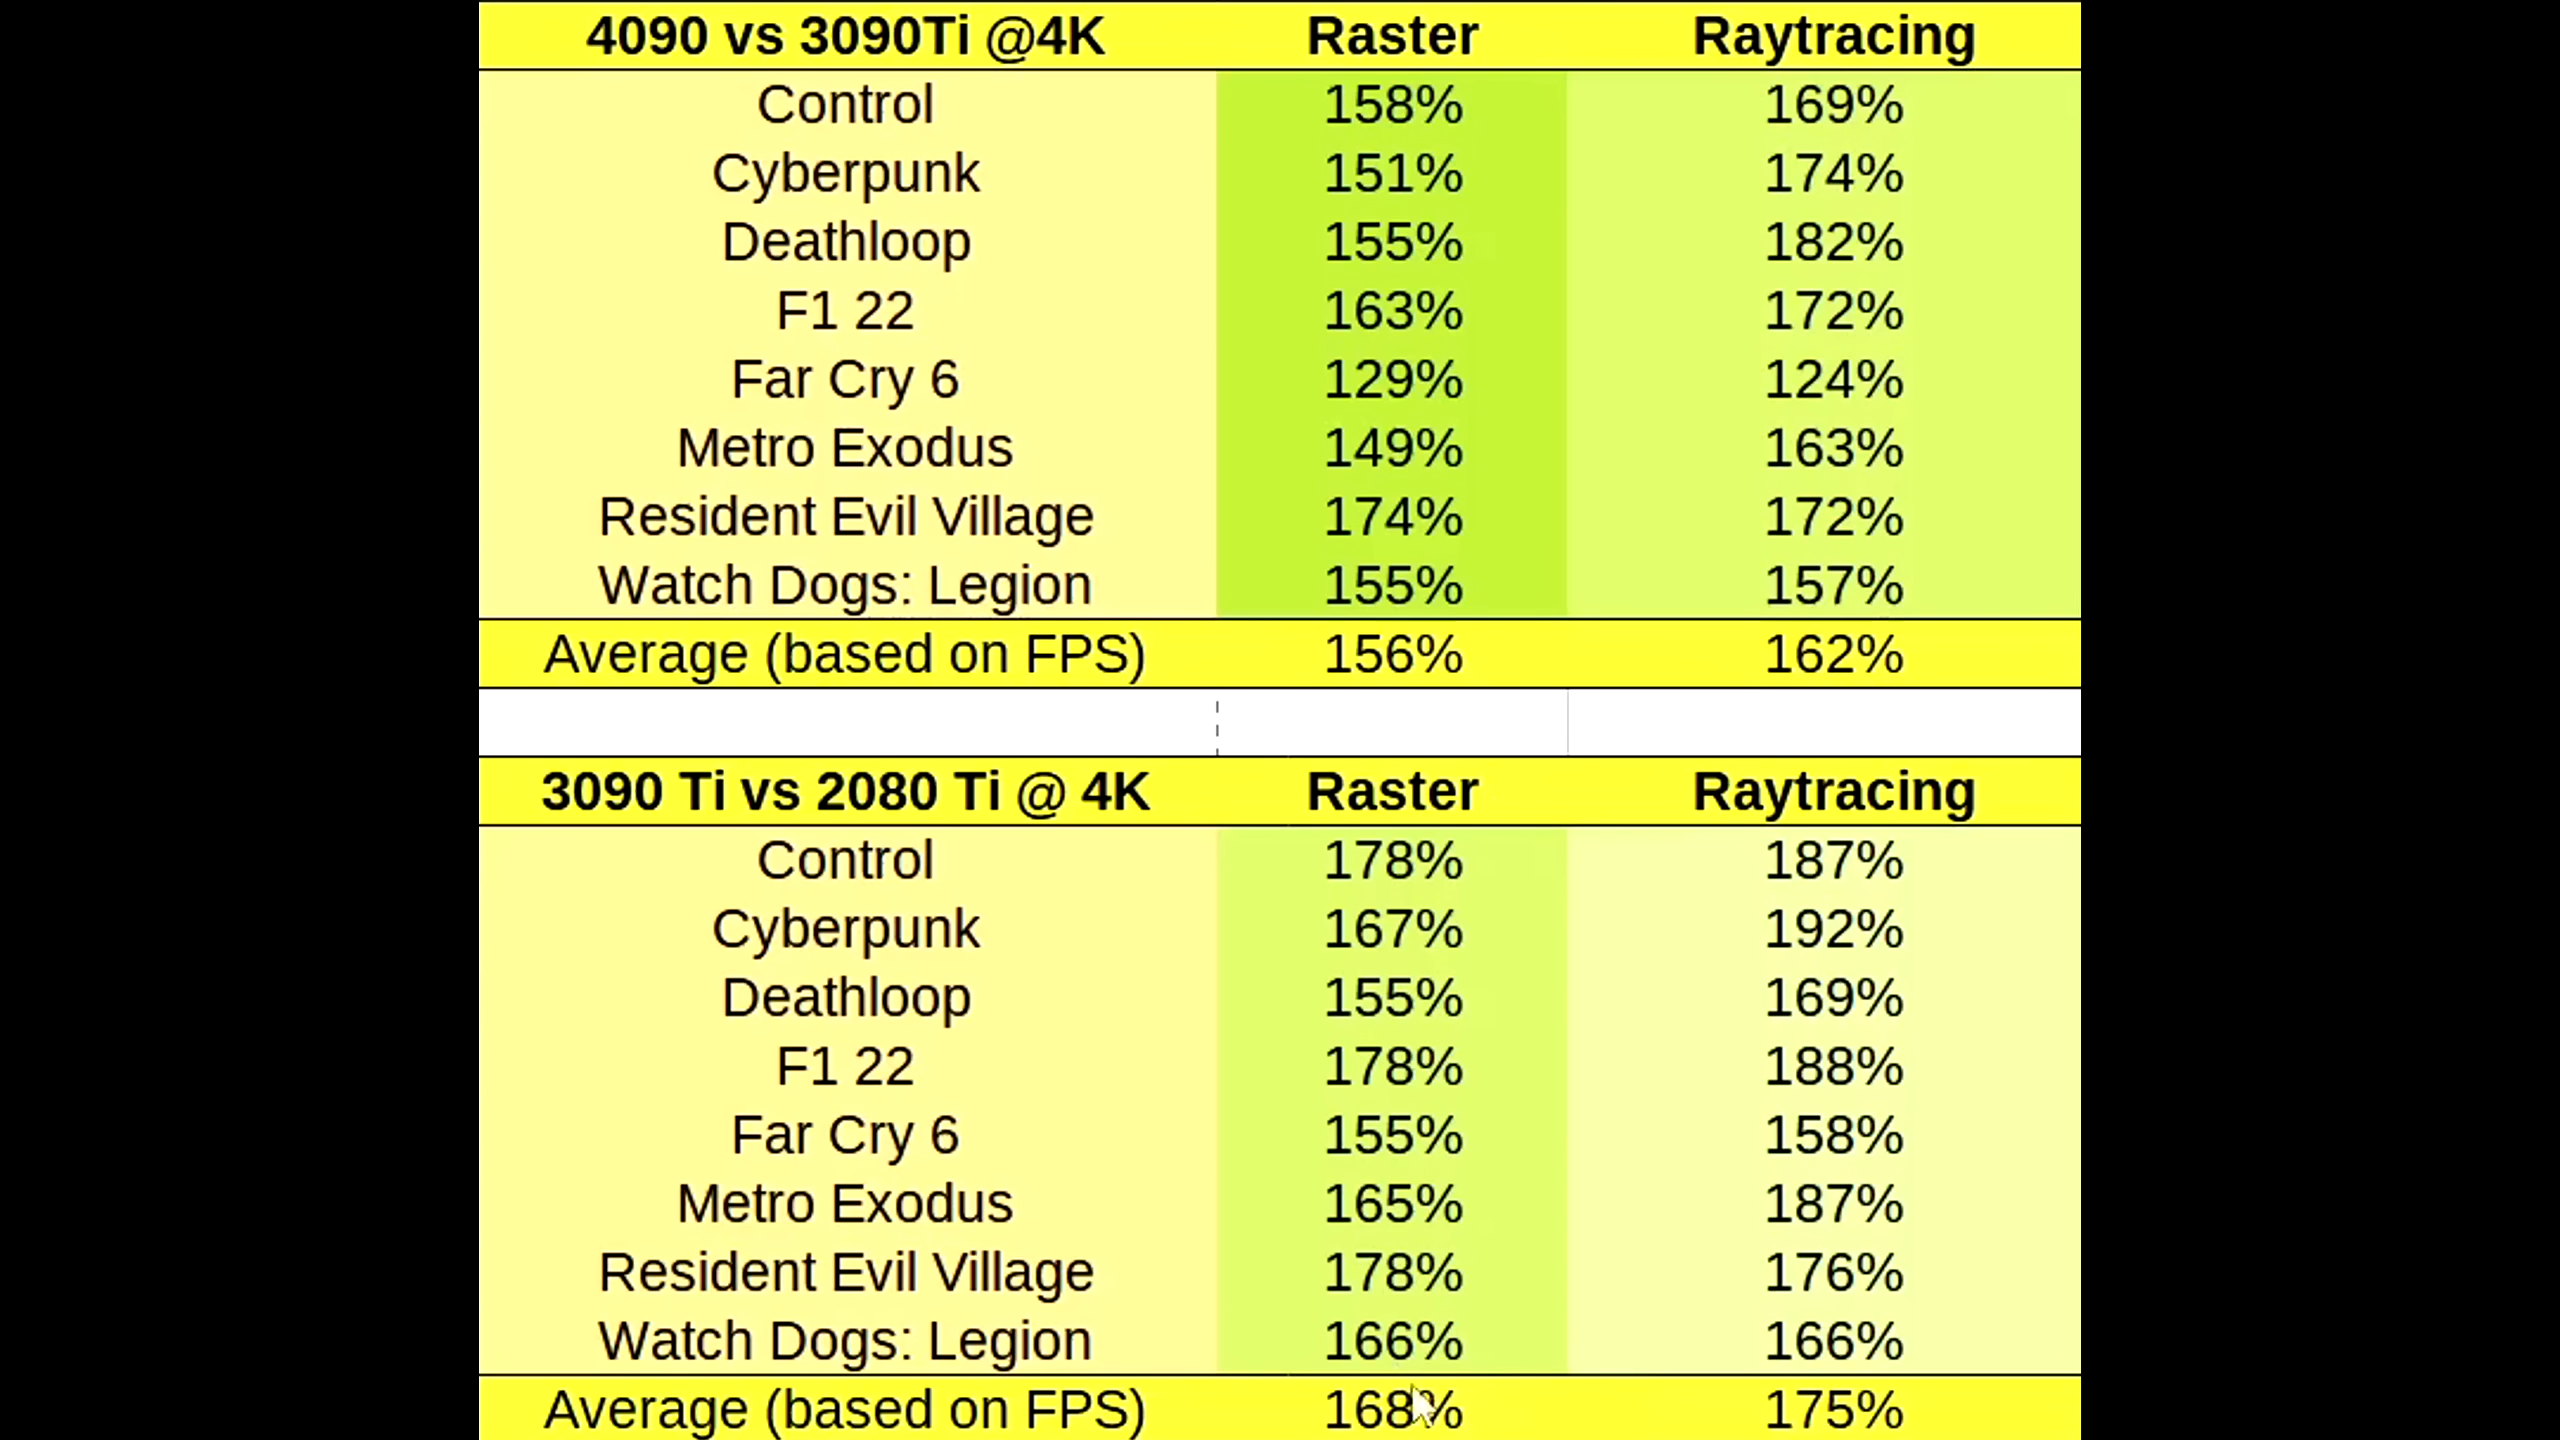 4090 vs 3090Ti @4K Raster Raytracing
Control 158% 169%
Cyberpunk 151% 174%
Deathloop 155% 182%
F1 22 163% 172%
Far Cry 6 129% 124%
Metro Exodus 149% 163%
Resident Evil Village 174% 172%
Watch Dogs: Legion 155% 157%
Average (based on FPS) 156% 162%
3090 Ti vs 2080 Ti @ 4K Raster Raytracing
Control 178% 187%
Cyberpunk 167% 192%
Deathloop 155% 169%
F1 22 178% 188%
Far Cry 6 155% 158%
Metro Exodus 165% 187%
Resident Evil Village 178% 176%
Watch Dogs: Legion 166% 166%
Average (based on FPS) 168% 175%